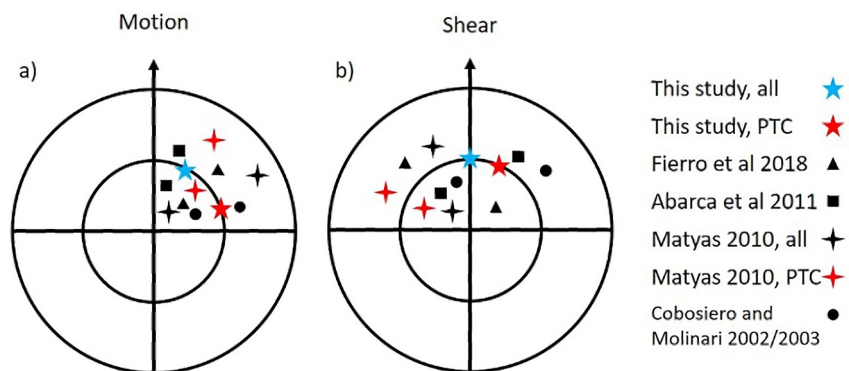 Motion
Shear
a)
b)
This study, all
This study, PTC
Fierro et al 2018
Abarca et al 2011
Matyas 2010, all
Matyas 2010, PTC
Cobosiero and
Molinari 2002/2003